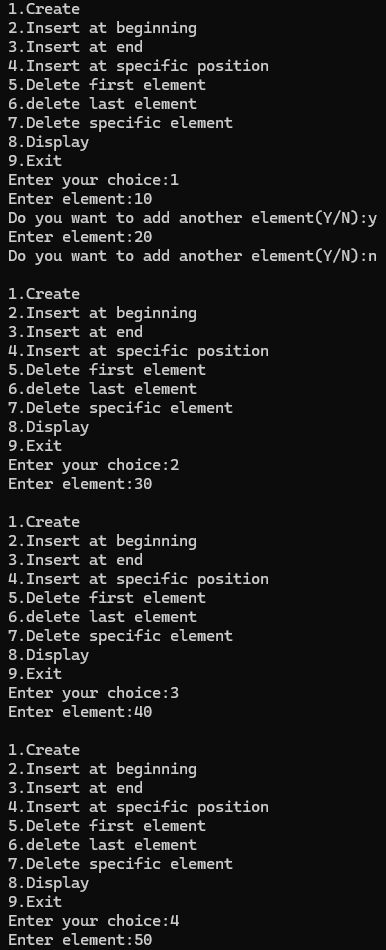 1.Create
2.Insert at beginning
3.Insert at end
4.Insert at specific position
5.Delete first element
6.delete last element
7.Delete specific element
8.Display
9.Exit
Enter your choice:1
Enter element:10
Do you want to add another element(Y/N):y
Enter element:20
Do you want to add another element(Y/N):n

1.Create
2.Insert at beginning
3.Insert at end
4.Insert at specific position
5.Delete first element
6.delete last element
7.Delete specific element
8.Display
9.Exit
Enter your choice:2
Enter element:30

1.Create
2.Insert at beginning
3.Insert at end
4.Insert at specific position
5.Delete first element
6.delete last element
7.Delete specific element
8.Display
9.Exit
Enter your choice:3
Enter element:40

1.Create
2.Insert at beginning
3.Insert at end
4.Insert at specific position
5.Delete first element
6.delete last element
7.Delete specific element
8.Display
9.Exit
Enter your choice:4
Enter element:50